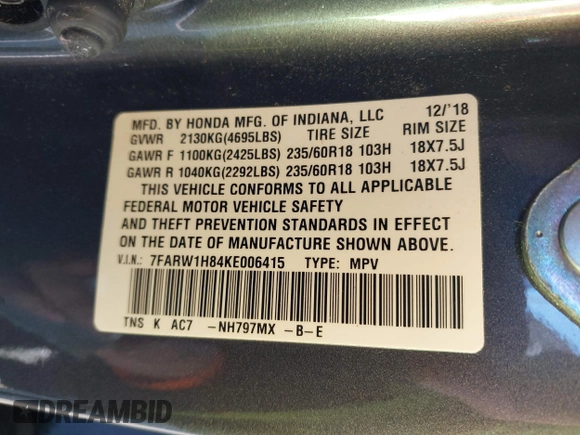 MFD. BY HONDA MFG. OF INDIANA, LLC 12/'18
GVWR 2130KG(4695LBS) TIRE SIZE RIM SIZE
GAWR F 1100KG(2425LBS) 235/60R18 103H 18X7.5J
GAWR R 1040KG(2292LBS) 235/60R18 103H 18X7.5J
THIS VEHICLE CONFORMS TO ALL APPLICABLE
FEDERAL MOTOR VEHICLE SAFETY
AND THEFT PREVENTION STANDARDS IN EFFECT
ON THE DATE OF MANUFACTURE SHOWN ABOVE.
V.I.N.: 7FARW1H84KE006415 TYPE: MPV
TNS K AC7 -NH797MX -B-E
DREAMBID